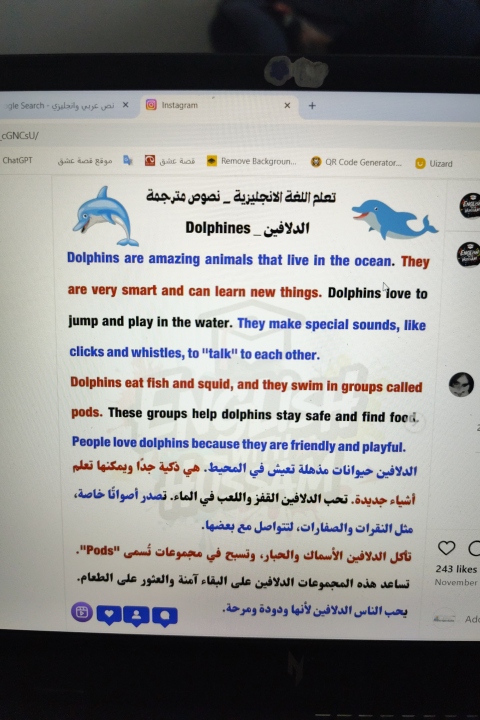 gle Search - نص عربي وانجليزي
Instagram
_cGNCsU/
ChatGPT
موقع قصة عشق
قصة عشق
Remove Backgroun...
QR Code Generator...
Uizard
تعلم اللغة الانجليزية _ نصوص مترجمة
Dolphines _ الدلافين
Dolphins are amazing animals that live in the ocean. They
are very smart and can learn new things. Dolphins love to
jump and play in the water. They make special sounds, like
clicks and whistles, to "talk" to each other.
Dolphins eat fish and squid, and they swim in groups called
pods. These groups help dolphins stay safe and find food.
People love dolphins because they are friendly and playful.
الدلافين حيوانات مذهلة تعيش في المحيط. هي ذكية جدًا ويمكنها تعلم
أشياء جديدة. تحب الدلافين القفز واللعب في الماء. تصدر أصواتًا خاصة،
مثل النقرات والصفارات، لتتواصل مع بعضها.
تأكل الدلافين الأسماك والحبار، وتسبح في مجموعات تُسمى "Pods".
تساعد هذه المجموعات الدلافين على البقاء آمنة والعثور على الطعام.
يحب الناس الدلافين لأنها ودودة ومرحة.
243 likes
November
Add